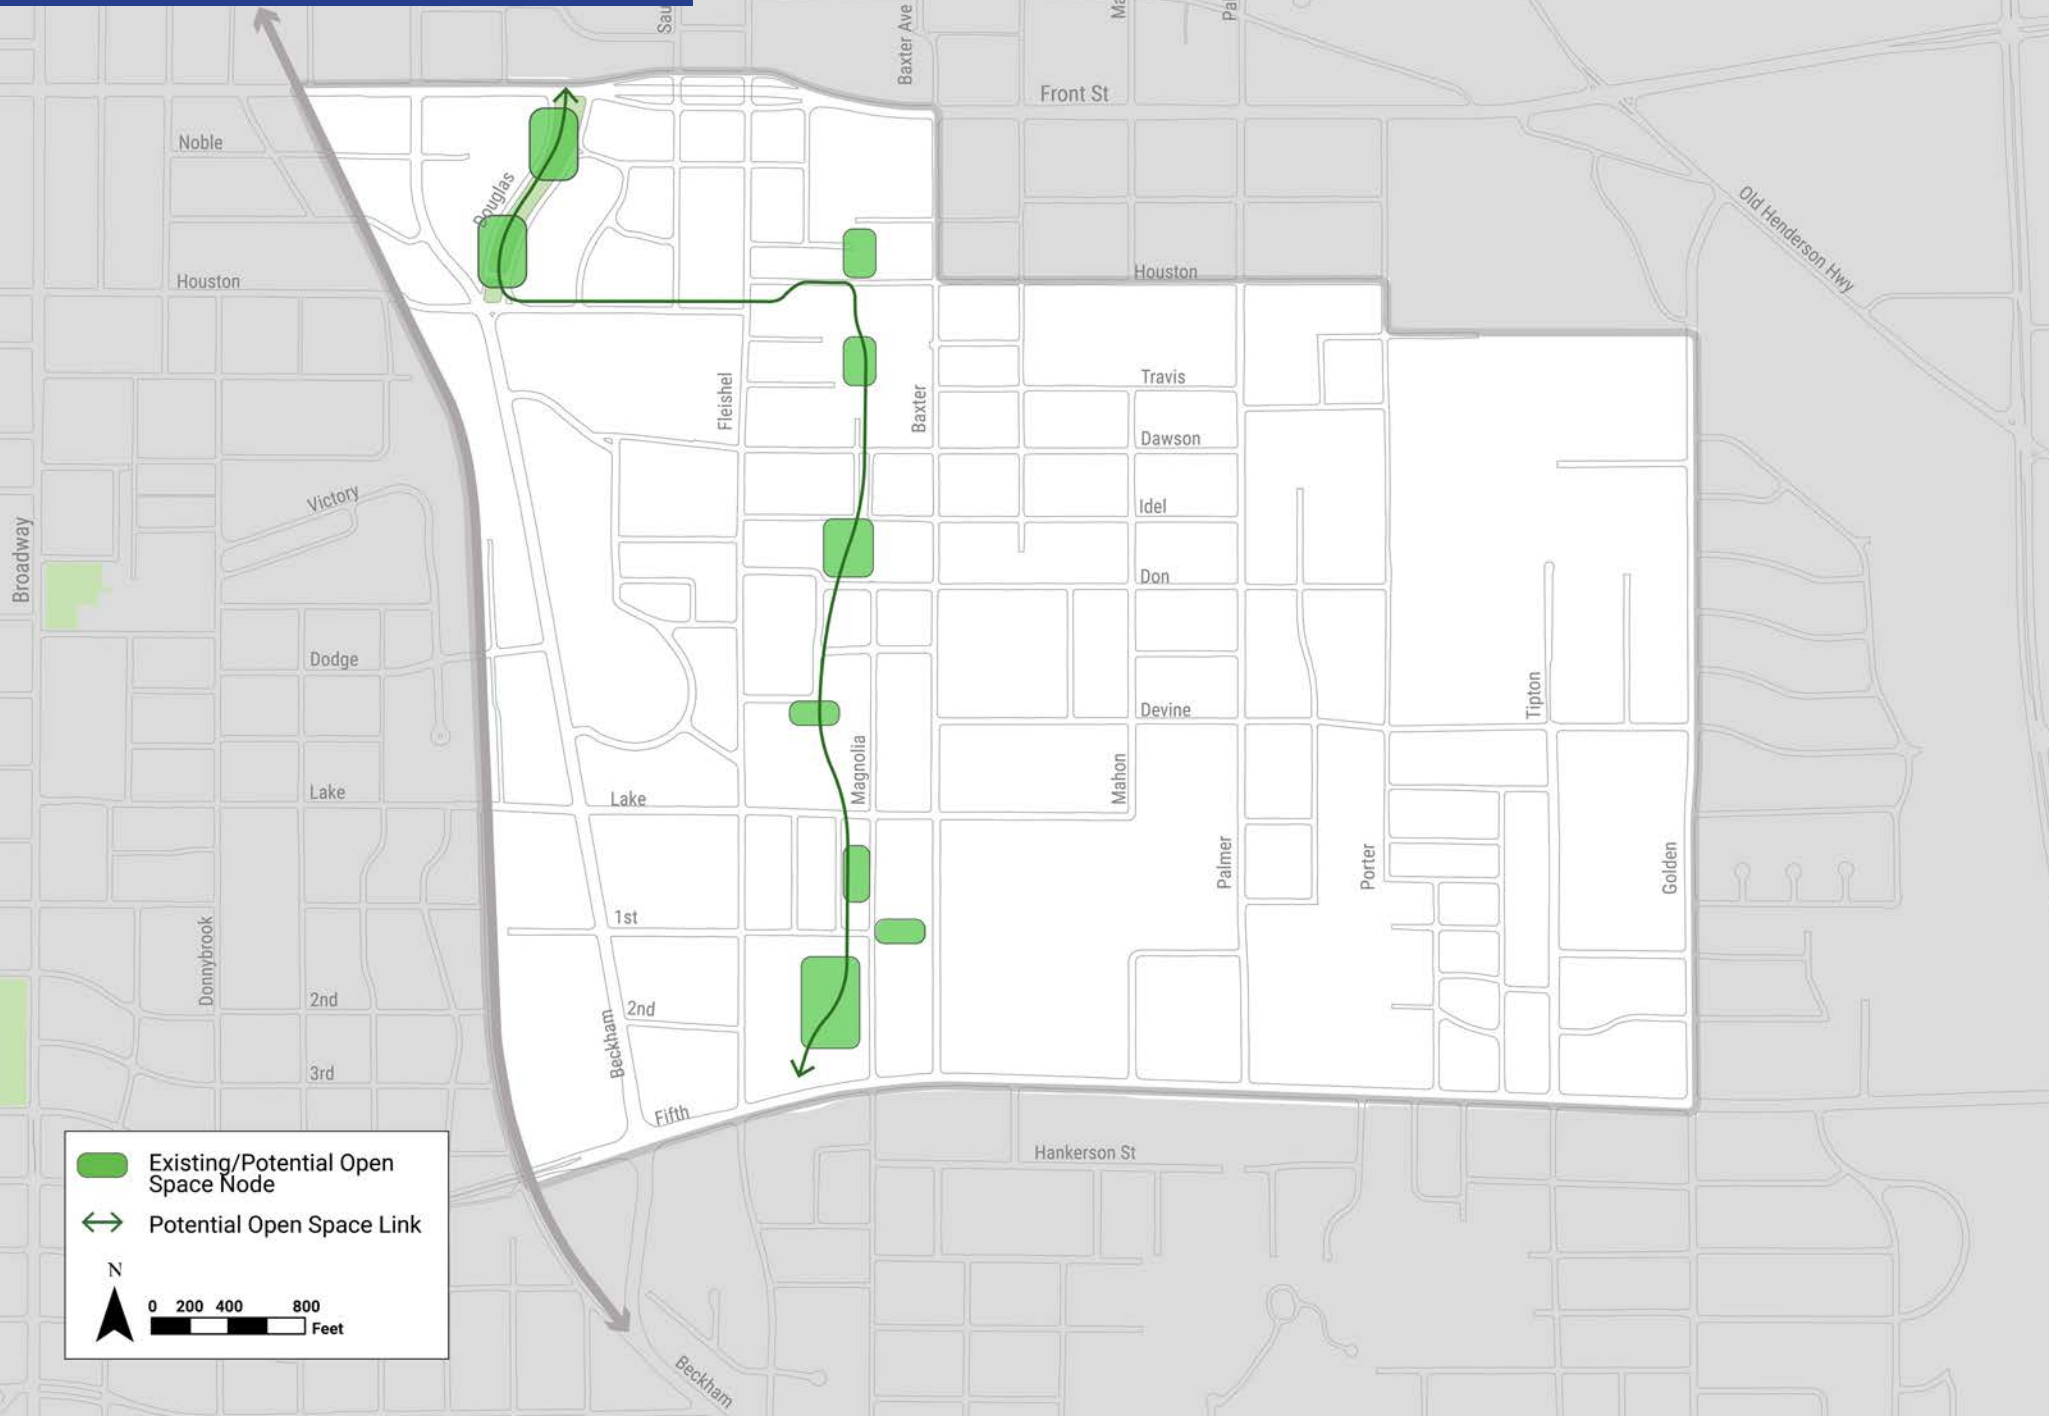 Baxter Ave
Front St
Noble
Douglas
Old Henderson Hwy
Houston
Houston
Travis
Fleishel
Baxter
Dawson
Victory
Idel
Broadway
Don
Dodge
Tipton
Devine
Magnolia
Mahon
Lake
Lake
Palmer
Porter
Golden
1st
Donnybrook
2nd
2nd
Beckham
3rd
Fifth
Hankerson St
Existing/Potential Open
Space Node
Potential Open Space Link
N
0 200 400 800
Feet
Beckham